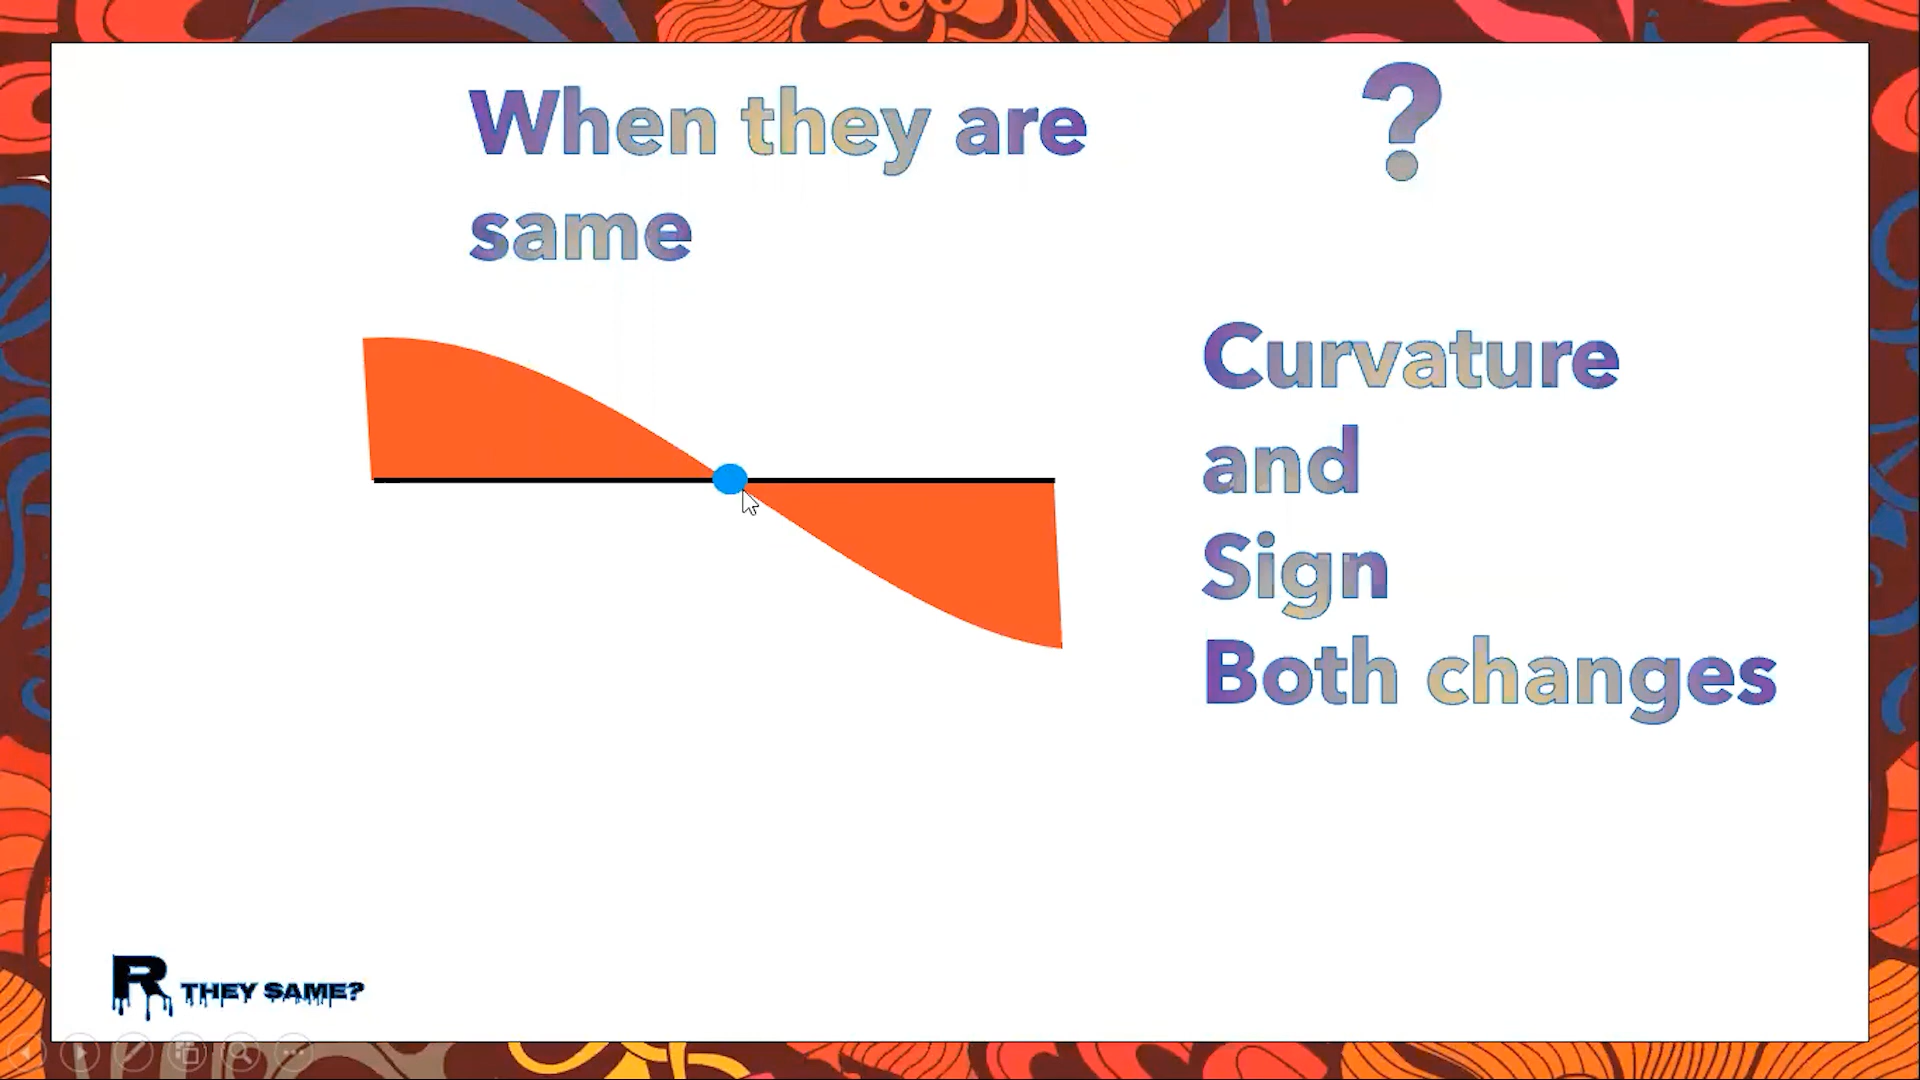 When they are
same
?
Curvature
and
Sign
Both changes
R THEY SAME?